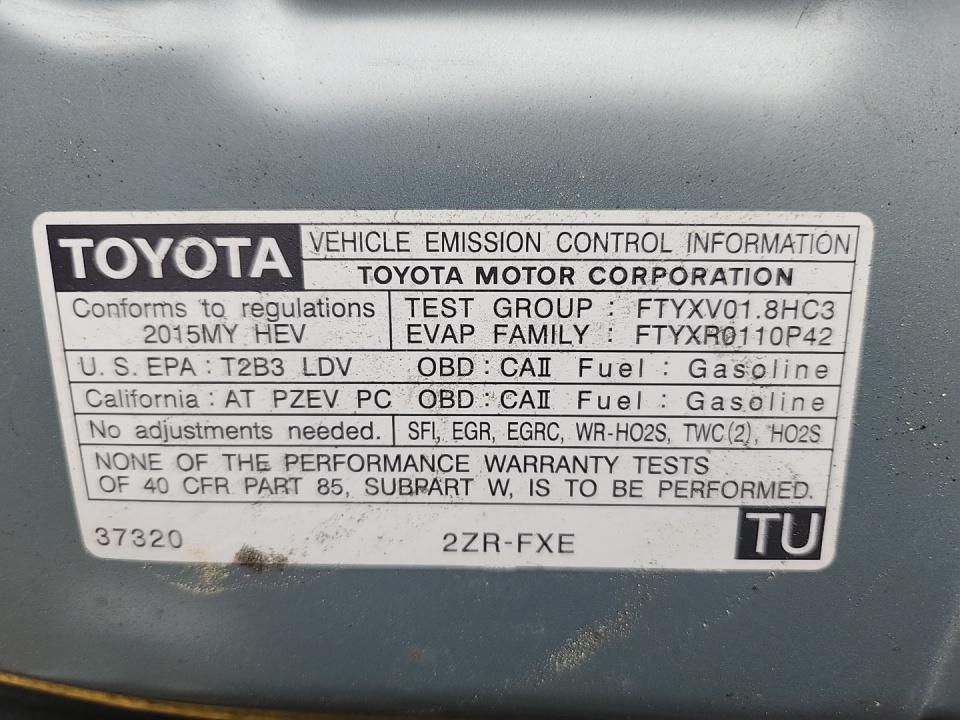 TOYOTA
VEHICLE EMISSION CONTROL INFORMATION
TOYOTA MOTOR CORPORATION
Conforms to regulations
2015MY HEV
TEST GROUP : FTYXV01.8HC3
EVAP FAMILY : FTYXR0110P42
U.S. EPA : T2B3 LDV OBD : CAII Fuel : Gasoline
California : AT PZEV PC OBD : CAII Fuel : Gasoline
No adjustments needed. SFI, EGR, EGRC, WR-HO2S, TWC(2), HO2S
NONE OF THE PERFORMANCE WARRANTY TESTS
OF 40 CFR PART 85, SUBPART W, IS TO BE PERFORMED.
37320 2ZR-FXE TU